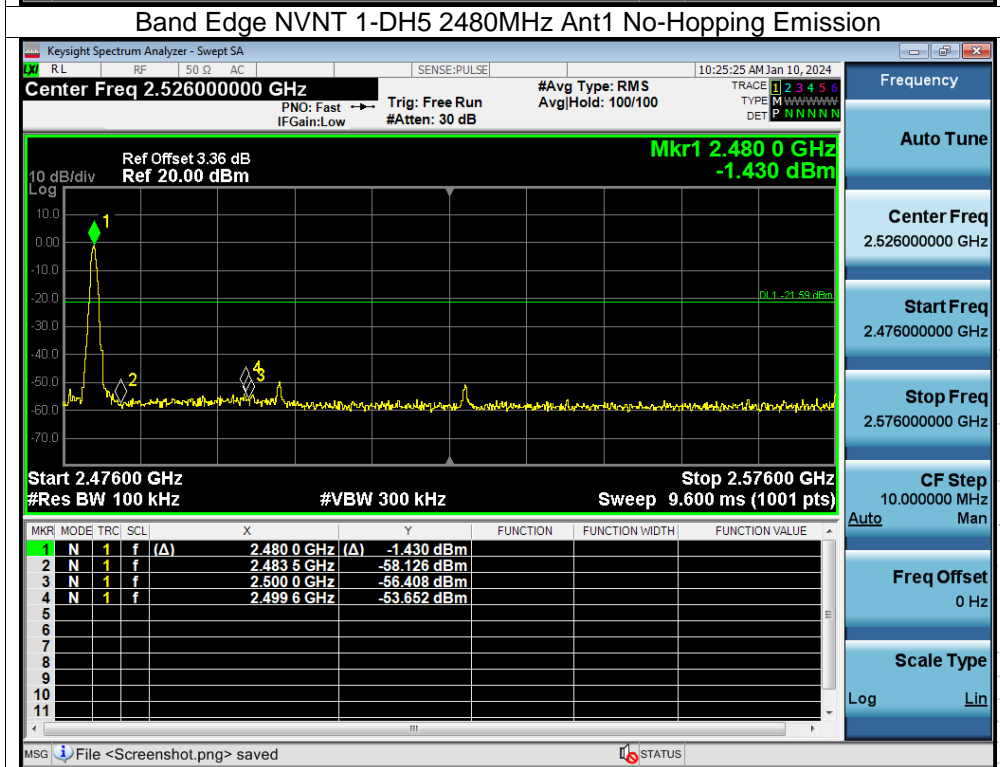 Band Edge NVNT 1-DH5 2480MHz Ant1 No-Hopping Emission
Keysight Spectrum Analyzer - Swept SA
LXI RL RF 50 Ω AC SENSE:PULSE 10:25:25 AM Jan 10, 2024
Center Freq 2.526000000 GHz #Avg Type: RMS TRACE 1 2 3 4 5 6
PNO: Fast Trig: Free Run Avg|Hold: 100/100 TYPE M WWWWW
IFGain:Low #Atten: 30 dB DET P N N N N N
Mkr1 2.480 0 GHz
-1.430 dBm
Ref Offset 3.36 dB
10 dB/div Ref 20.00 dBm
Log
10.0
0.00
-10.0
-20.0
-30.0
-40.0
-50.0
-60.0
-70.0
1
2
4
3
DL1 -21.59 dBm
Start 2.47600 GHz Stop 2.57600 GHz
#Res BW 100 kHz #VBW 300 kHz Sweep 9.600 ms (1001 pts)
MKR MODE TRC SCL X Y FUNCTION FUNCTION WIDTH FUNCTION VALUE
1 N 1 f (Δ) 2.480 0 GHz (Δ) -1.430 dBm
2 N 1 f 2.483 5 GHz -58.126 dBm
3 N 1 f 2.500 0 GHz -56.408 dBm
4 N 1 f 2.499 6 GHz -53.652 dBm
5
6
7
8
9
10
11
MSG File <Screenshot.png> saved STATUS
Frequency
Auto Tune
Center Freq
2.526000000 GHz
Start Freq
2.476000000 GHz
Stop Freq
2.576000000 GHz
CF Step
10.000000 MHz
Auto Man
Freq Offset
0 Hz
Scale Type
Log Lin